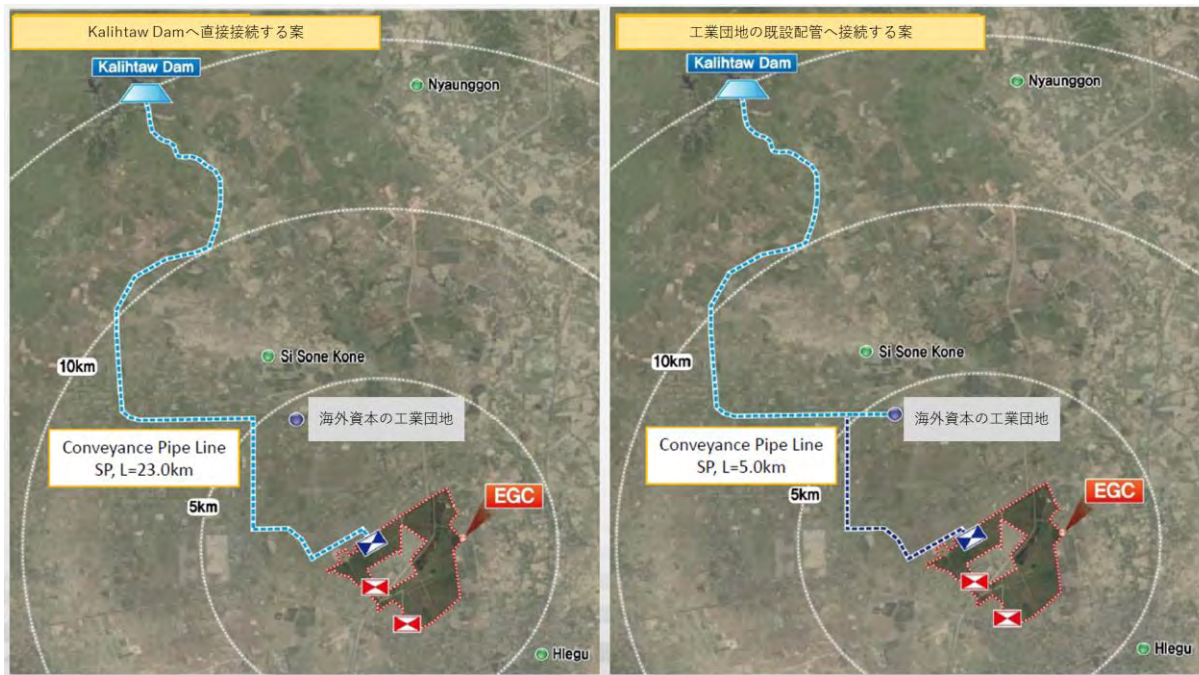 Kalihtaw Damへ直接接続する案
Kalihtaw Dam
Nyaunggon
10km
Si Sone Kone
海外資本の工業団地
Conveyance Pipe Line
SP, L=23.0km
5km
EGC
Hlegu
工業団地の既設配管へ接続する案
Kalihtaw Dam
Nyaunggon
10km
Si Sone Kone
海外資本の工業団地
Conveyance Pipe Line
SP, L=5.0km
5km
EGC
Hlegu